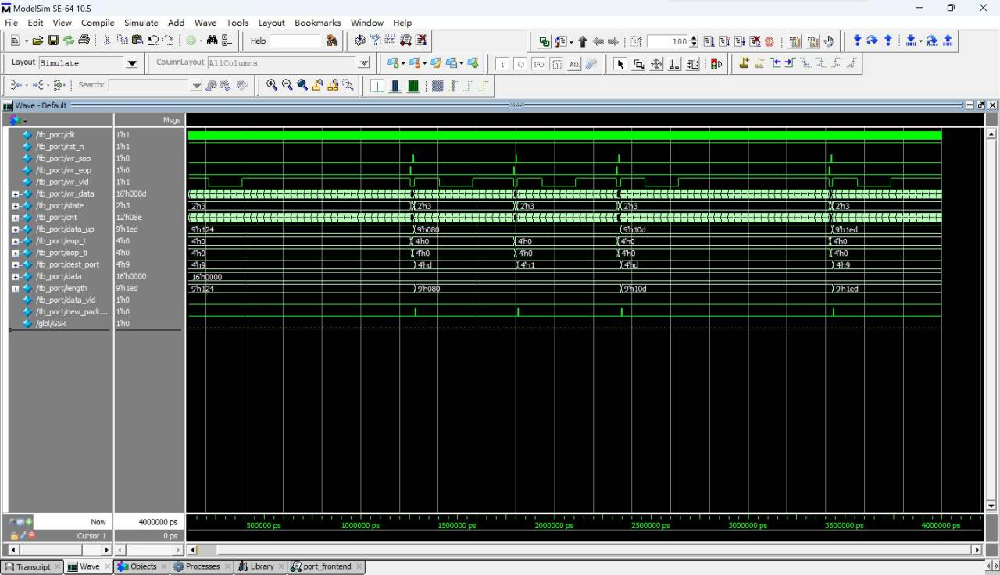 ModelSim SE-64 10.5
File Edit View Compile Simulate Add Wave Tools Layout Bookmarks Window Help
Help 100
Layout Simulate ColumnLayout AllColumns
Search:
Wave - Default
Msgs
/tb_port/clk 1'h1
/tb_port/rst_n 1'h1
/tb_port/wr_sop 1'h0
/tb_port/wr_eop 1'h0
/tb_port/wr_vld 1'h1
/tb_port/wr_data 16'h008d
/tb_port/state 2'h3 2'h3 2'h3 2'h3 2'h3 2'h3
/tb_port/cnt 12'h08e
/tb_port/data_up 9'h1ed 9'h124 9'h080 9'h10d 9'h1ed
/tb_port/eop_t 4'h0 4'h0 4'h0 4'h0 4'h0 4'h0
/tb_port/eop_ti 4'h0 4'h0 4'h0 4'h0 4'h0 4'h0
/tb_port/dest_port 4'h9 4'h9 4'hd 4'h1 4'hd 4'h9
/tb_port/data 16'h0000 16'h0000
/tb_port/length 9'h1ed 9'h124 9'h080 9'h10d 9'h1ed
/tb_port/data_vld 1'h0
/tb_port/new_pack... 1'h0
/glbl/GSR 1'h0
Now 4000000 ps 500000 ps 1000000 ps 1500000 ps 2000000 ps 2500000 ps 3000000 ps 3500000 ps 4000000 ps
Cursor 1 0 ps
Transcript Wave Objects Processes Library port_frontend